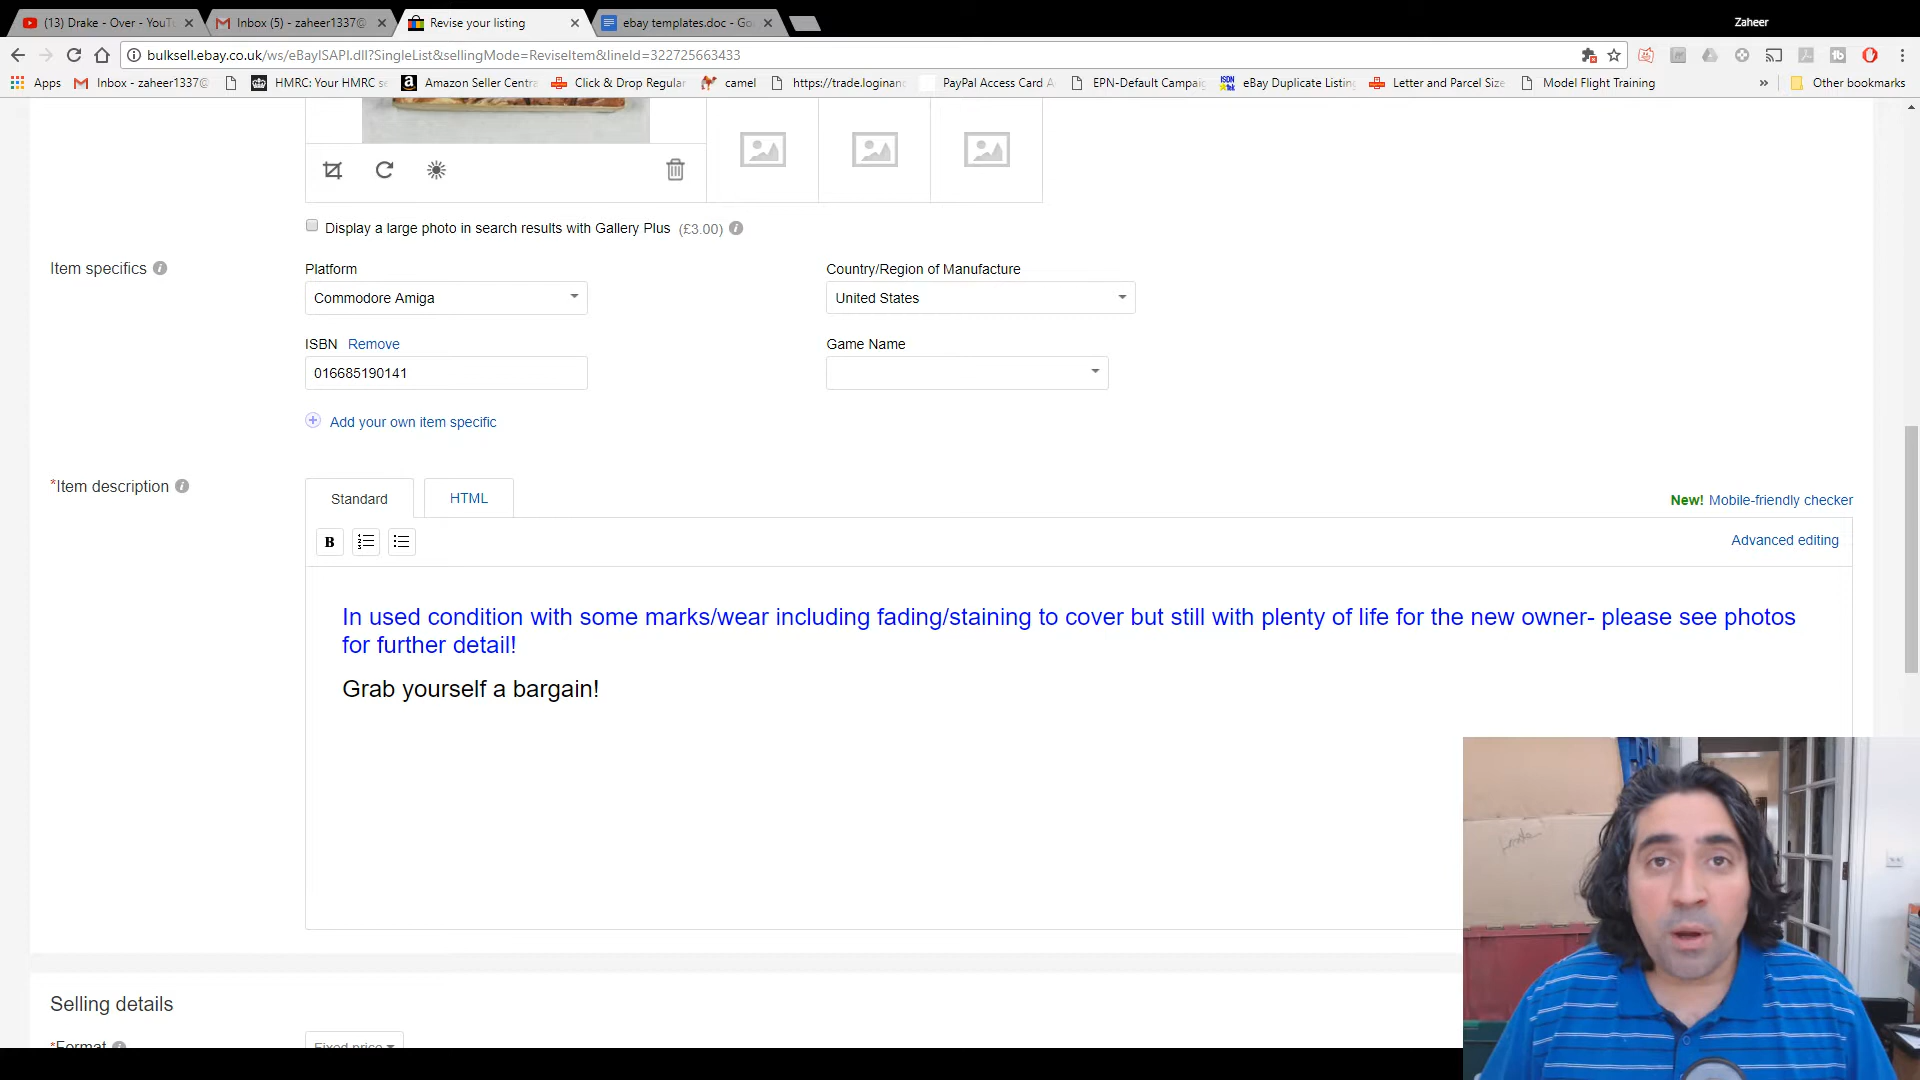 (13) Drake - Over - YouTu
Inbox (5) - zaheer1337@
Revise your listing
ebay templates.doc - Go
Zaheer
bulksell.ebay.co.uk/ws/eBayISAPI.dll?SingleList&sellingMode=ReviseItem&lineId=322725663433
Apps
Inbox - zaheer1337@
HMRC: Your HMRC se
Amazon Seller Centra
Click & Drop Regular
camel
https://trade.loginan
PayPal Access Card A
EPN-Default Campaig
eBay Duplicate Listing
Letter and Parcel Size
Model Flight Training
»
Other bookmarks
Display a large photo in search results with Gallery Plus (£3.00)
Item specifics
Platform
Country/Region of Manufacture
Commodore Amiga
United States
ISBN Remove
Game Name
016685190141
Add your own item specific
*Item description
Standard
HTML
New! Mobile-friendly checker
B
Advanced editing
In used condition with some marks/wear including fading/staining to cover but still with plenty of life for the new owner- please see photos
for further detail!
Grab yourself a bargain!
Selling details
*Format
Fixed price